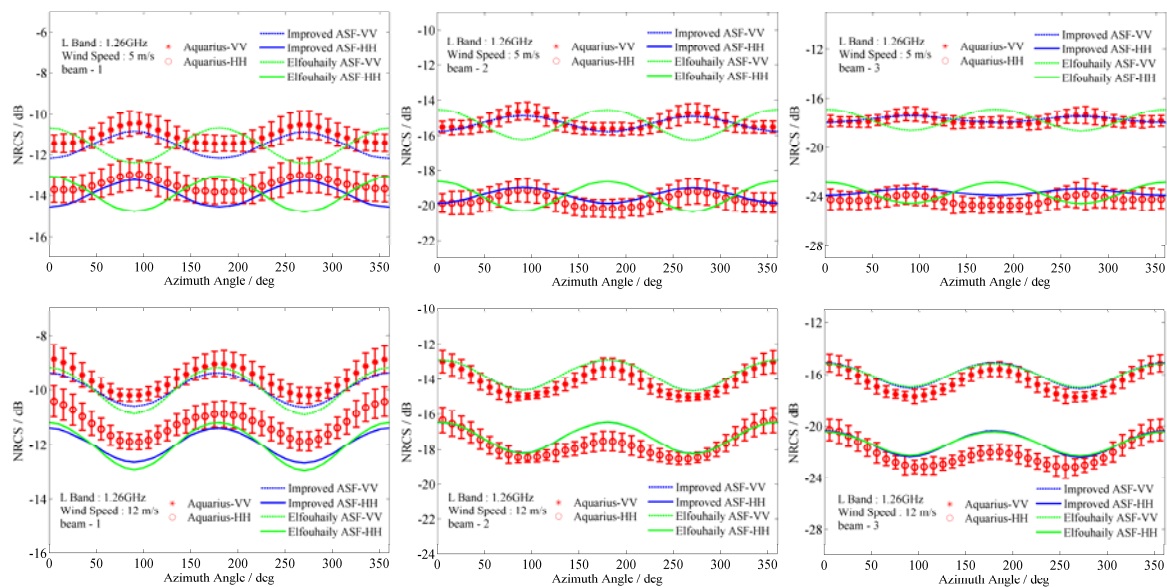 -4
-6
-8
-10
-12
-14
-16
NRCS / dB
L Band : 1.26GHz
Wind Speed : 5 m/s
beam - 1
Aquarius-VV
Aquarius-HH
Improved ASF-VV
Improved ASF-HH
Elfouhaily ASF-VV
Elfouhaily ASF-HH
0 50 100 150 200 250 300 350
Azimuth Angle / deg
-8
-10
-12
-14
-16
-18
-20
-22
NRCS / dB
L Band : 1.26GHz
Wind Speed : 5 m/s
beam - 2
Aquarius-VV
Aquarius-HH
Improved ASF-VV
Improved ASF-HH
Elfouhaily ASF-VV
Elfouhaily ASF-HH
0 50 100 150 200 250 300 350
Azimuth Angle / deg
-12
-16
-20
-24
-28
NRCS / dB
L Band : 1.26GHz
Wind Speed : 5 m/s
beam - 3
Aquarius-VV
Aquarius-HH
Improved ASF-VV
Improved ASF-HH
Elfouhaily ASF-VV
Elfouhaily ASF-HH
0 50 100 150 200 250 300 350
Azimuth Angle / deg
-8
-10
-12
-14
-16
NRCS / dB
L Band : 1.26GHz
Wind Speed : 12 m/s
beam - 1
Aquarius-VV
Aquarius-HH
Improved ASF-VV
Improved ASF-HH
Elfouhaily ASF-VV
Elfouhaily ASF-HH
0 50 100 150 200 250 300 350
Azimuth Angle / deg
-10
-12
-14
-16
-18
-20
-22
-24
NRCS / dB
L Band : 1.26GHz
Wind Speed : 12 m/s
beam - 2
Aquarius-VV
Aquarius-HH
Improved ASF-VV
Improved ASF-HH
Elfouhaily ASF-VV
Elfouhaily ASF-HH
0 50 100 150 200 250 300 350
Azimuth Angle / deg
-12
-16
-20
-24
-28
NRCS / dB
L Band : 1.26GHz
Wind Speed : 12 m/s
beam - 3
Aquarius-VV
Aquarius-HH
Improved ASF-VV
Improved ASF-HH
Elfouhaily ASF-VV
Elfouhaily ASF-HH
0 50 100 150 200 250 300 350
Azimuth Angle / deg